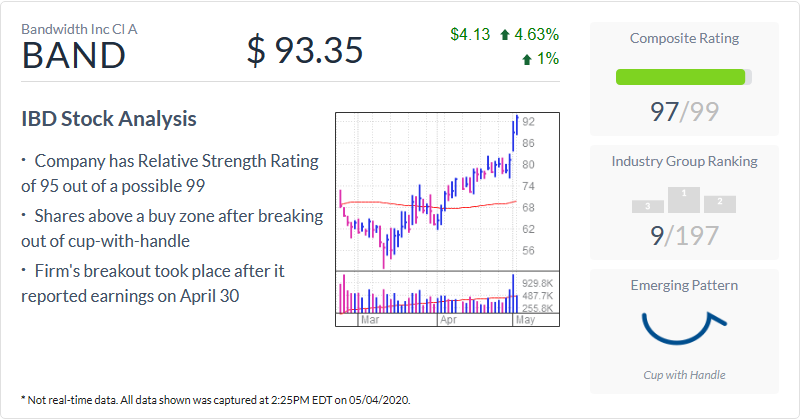 Bandwidth Inc Cl A
BAND
$ 93.35
$4.13 4.63%
1%
IBD Stock Analysis
• Company has Relative Strength Rating
of 95 out of a possible 99
• Shares above a buy zone after breaking
out of cup-with-handle
• Firm's breakout took place after it
reported earnings on April 30
92
86
80
74
68
62
56
929.8K
487.7K
255.8K
Mar Apr May
Composite Rating
97/99
Industry Group Ranking
3 1 2
9/197
Emerging Pattern
Cup with Handle
* Not real-time data. All data shown was captured at 2:25PM EDT on 05/04/2020.